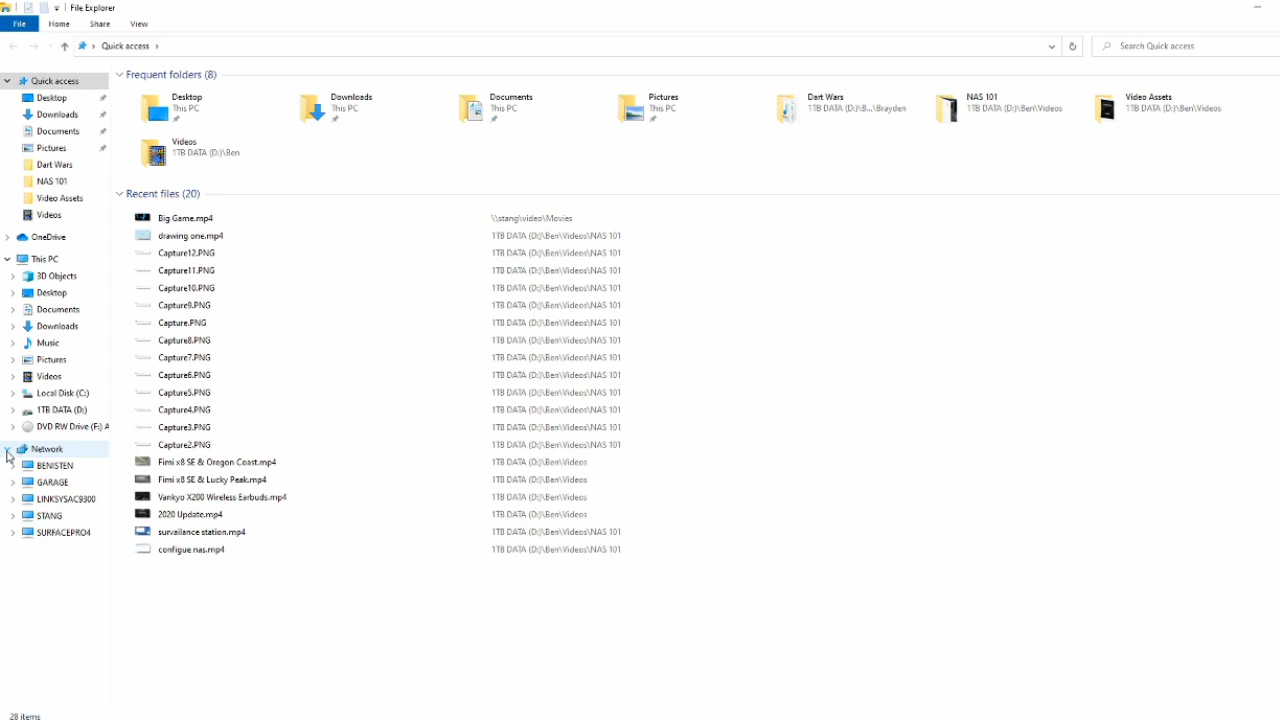 File Explorer
File Home Share View
Quick access
Search Quick access
Quick access
Desktop
Downloads
Documents
Pictures
Dart Wars
NAS 101
Video Assets
Videos
OneDrive
This PC
3D Objects
Desktop
Documents
Downloads
Music
Pictures
Videos
Local Disk (C:)
1TB DATA (D:)
DVD RW Drive (F:) A
Network
BENISTEN
GARAGE
LINKSYSAC9300
STANG
SURFACEPRO4
Frequent folders (8)
Desktop
This PC
Downloads
This PC
Documents
This PC
Pictures
This PC
Dart Wars
1TB DATA (D:)\B...\Brayden
NAS 101
1TB DATA (D:)\Ben\Videos
Video Assets
1TB DATA (D:)\Ben\Videos
Videos
1TB DATA (D:)\Ben
Recent files (20)
Big Game.mp4 \\stang\video\Movies
drawing one.mp4 1TB DATA (D:)\Ben\Videos\NAS 101
Capture12.PNG 1TB DATA (D:)\Ben\Videos\NAS 101
Capture11.PNG 1TB DATA (D:)\Ben\Videos\NAS 101
Capture10.PNG 1TB DATA (D:)\Ben\Videos\NAS 101
Capture9.PNG 1TB DATA (D:)\Ben\Videos\NAS 101
Capture.PNG 1TB DATA (D:)\Ben\Videos\NAS 101
Capture8.PNG 1TB DATA (D:)\Ben\Videos\NAS 101
Capture7.PNG 1TB DATA (D:)\Ben\Videos\NAS 101
Capture6.PNG 1TB DATA (D:)\Ben\Videos\NAS 101
Capture5.PNG 1TB DATA (D:)\Ben\Videos\NAS 101
Capture4.PNG 1TB DATA (D:)\Ben\Videos\NAS 101
Capture3.PNG 1TB DATA (D:)\Ben\Videos\NAS 101
Capture2.PNG 1TB DATA (D:)\Ben\Videos\NAS 101
Fimi x8 SE & Oregon Coast.mp4 1TB DATA (D:)\Ben\Videos
Fimi x8 SE & Lucky Peak.mp4 1TB DATA (D:)\Ben\Videos
Vankyo X200 Wireless Earbuds.mp4 1TB DATA (D:)\Ben\Videos
2020 Update.mp4 1TB DATA (D:)\Ben\Videos
survailance station.mp4 1TB DATA (D:)\Ben\Videos\NAS 101
configue nas.mp4 1TB DATA (D:)\Ben\Videos\NAS 101
28 items